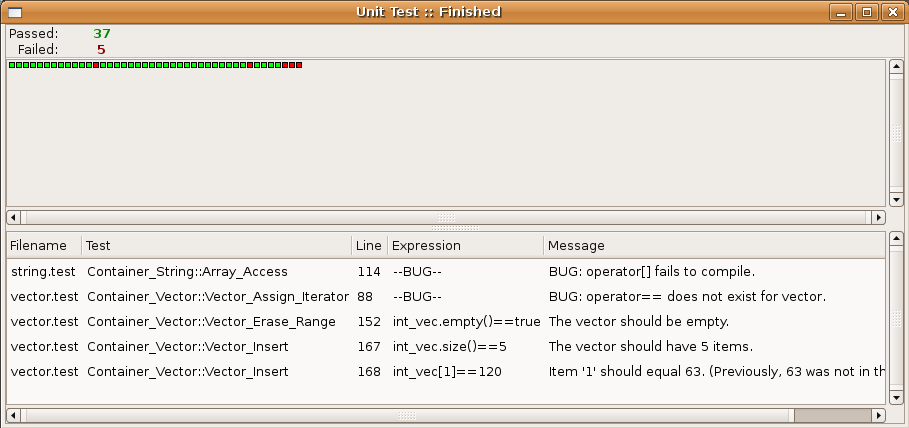 Unit Test :: Finished
Passed: 37
Failed: 5
Filename Test Line Expression Message
string.test Container_String::Array_Access 114 --BUG-- BUG: operator[] fails to compile.
vector.test Container_Vector::Vector_Assign_Iterator 88 --BUG-- BUG: operator== does not exist for vector.
vector.test Container_Vector::Vector_Erase_Range 152 int_vec.empty()==true The vector should be empty.
vector.test Container_Vector::Vector_Insert 167 int_vec.size()==5 The vector should have 5 items.
vector.test Container_Vector::Vector_Insert 168 int_vec[1]==120 Item '1' should equal 63. (Previously, 63 was not in th